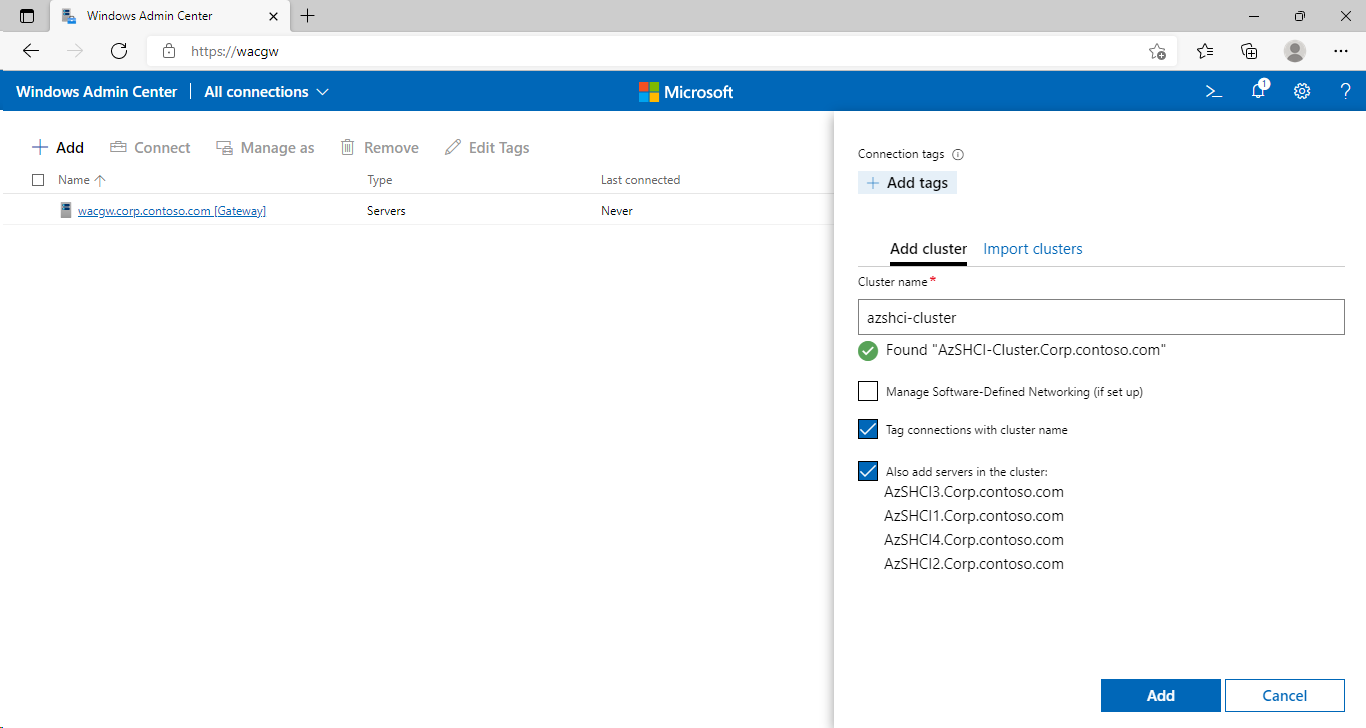 Windows Admin Center
https://wacgw
Windows Admin Center All connections Microsoft 1 ?
Add Connect Manage as Remove Edit Tags
Name Type Last connected
wacgw.corp.contoso.com [Gateway] Servers Never
Connection tags
Add tags
Add cluster Import clusters
Cluster name*
azshci-cluster
Found "AzSHCI-Cluster.Corp.contoso.com"
Manage Software-Defined Networking (if set up)
Tag connections with cluster name
Also add servers in the cluster:
AzSHCI3.Corp.contoso.com
AzSHCI1.Corp.contoso.com
AzSHCI4.Corp.contoso.com
AzSHCI2.Corp.contoso.com
Add Cancel